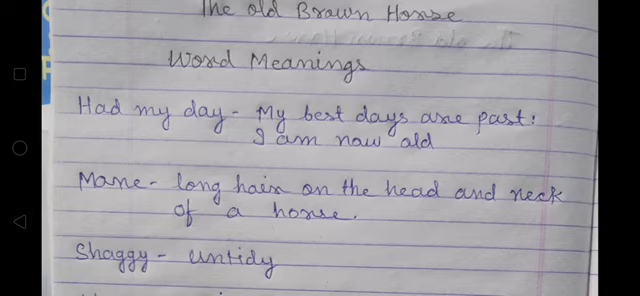 The old Brown Horse
Word Meanings
Had my day - My best days are past:
I am now old
Mane - long hair on the head and neck
of a horse.
Shaggy - untidy